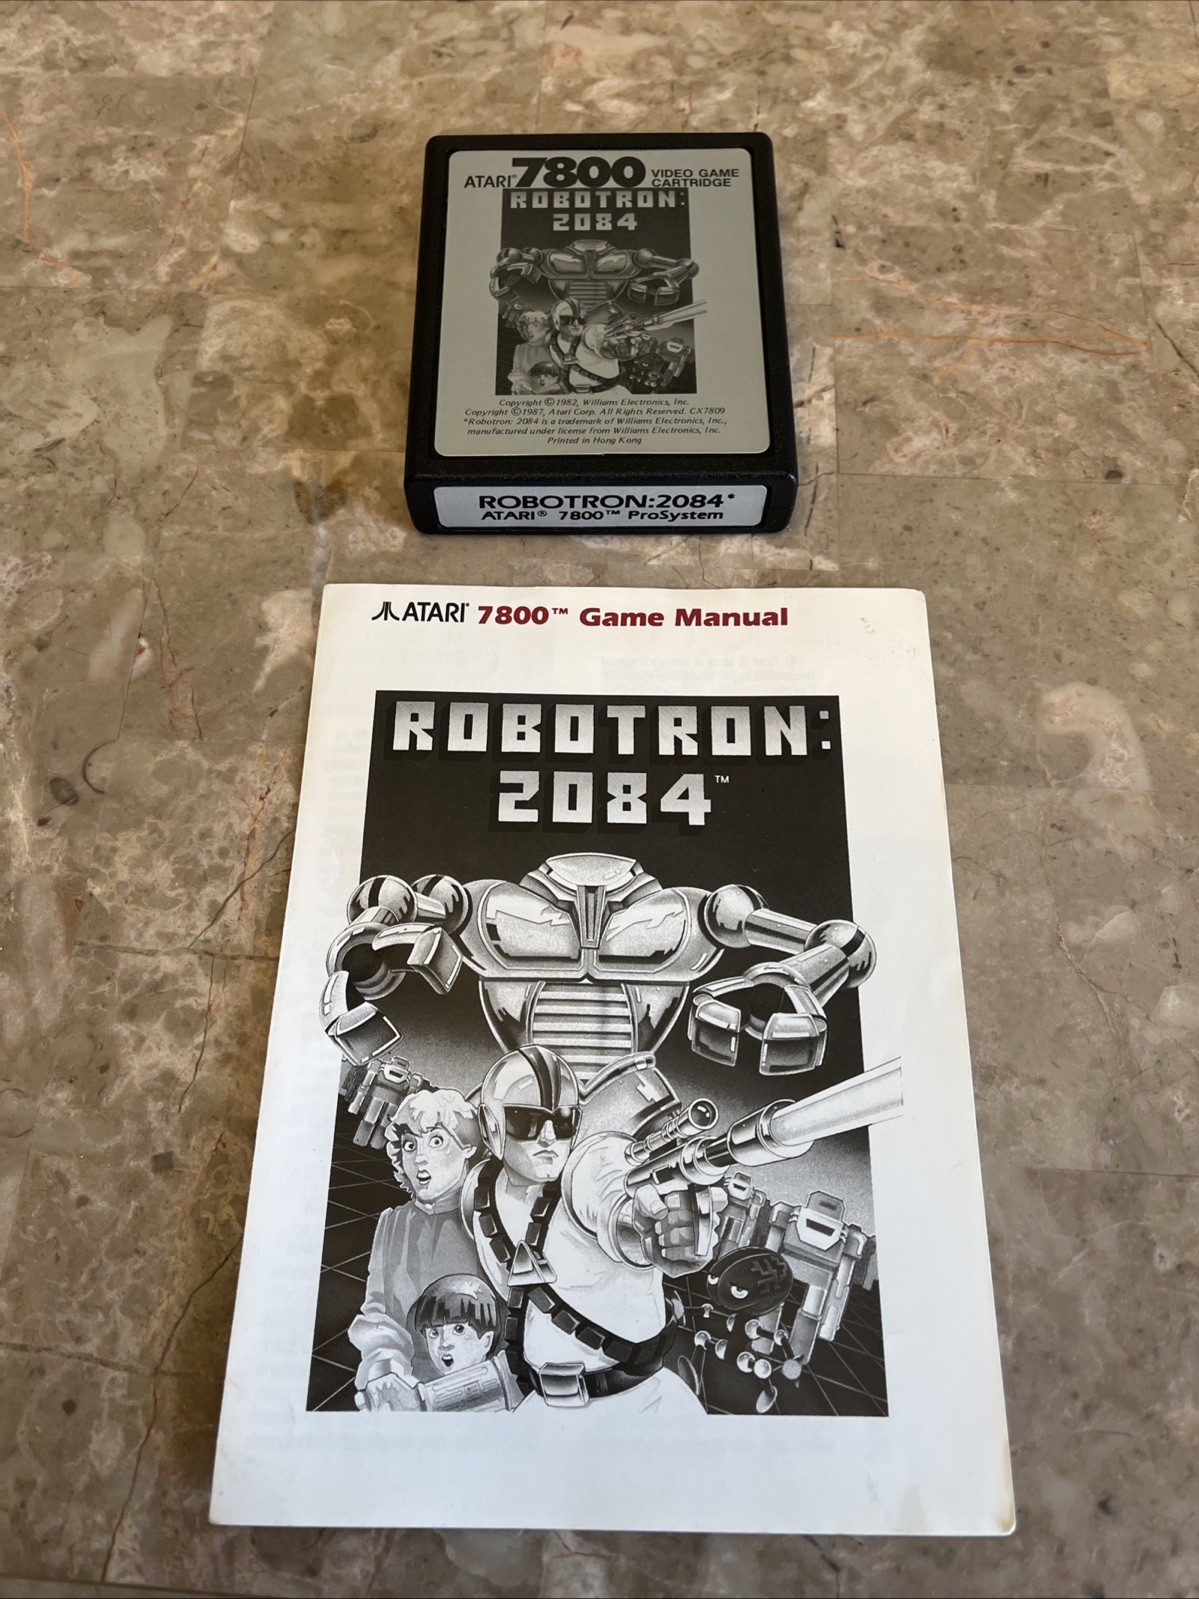 ATARI® 7800 VIDEO GAME CARTRIDGE
ROBOTRON:
2084
Copyright ©1982, Williams Electronics, Inc.
Copyright ©1987, Atari Corp. All Rights Reserved. CX7809
*Robotron: 2084 is a trademark of Williams Electronics, Inc.,
manufactured under license from Williams Electronics, Inc.
Printed in Hong Kong
ROBOTRON:2084*
ATARI® 7800™ ProSystem
ATARI® 7800™ Game Manual
ROBOTRON:
2084™